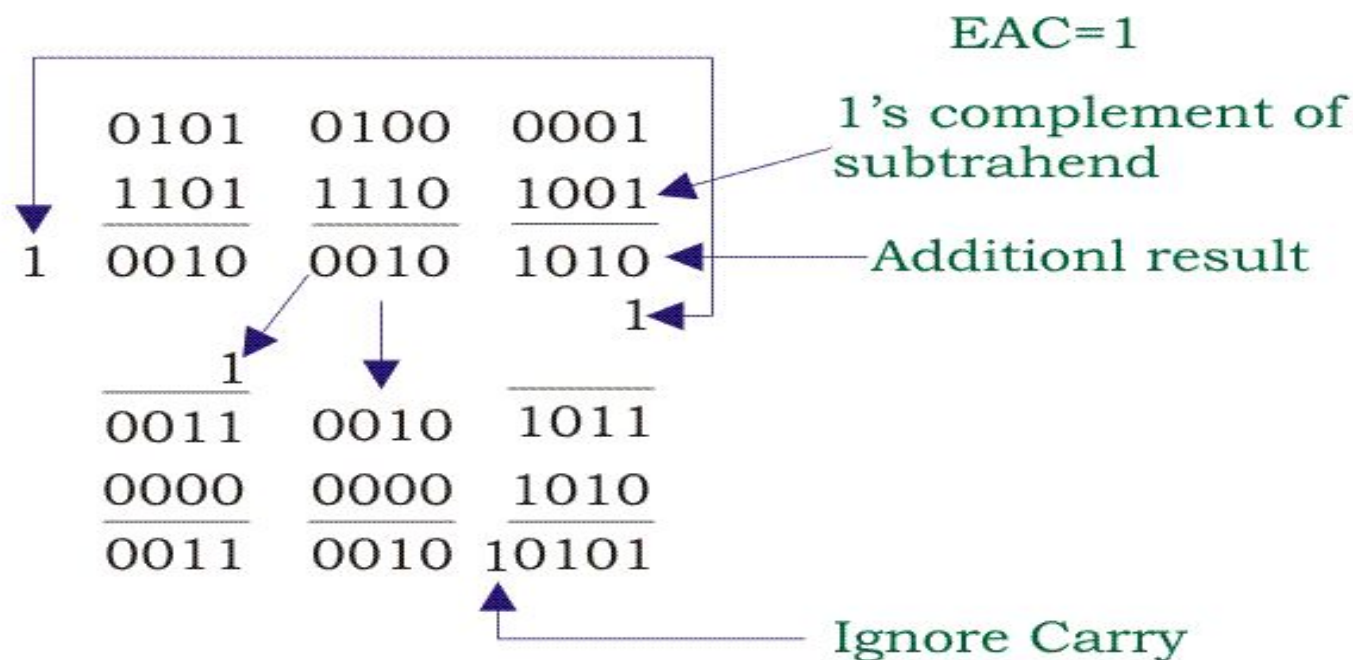 EAC=1
0101 0100 0001
1's complement of
subtrahend
1101 1110 1001
1 0010 0010 1010
Additionl result
1
1
0011 0010 1011
0000 0000 1010
0011 0010 10101
Ignore Carry